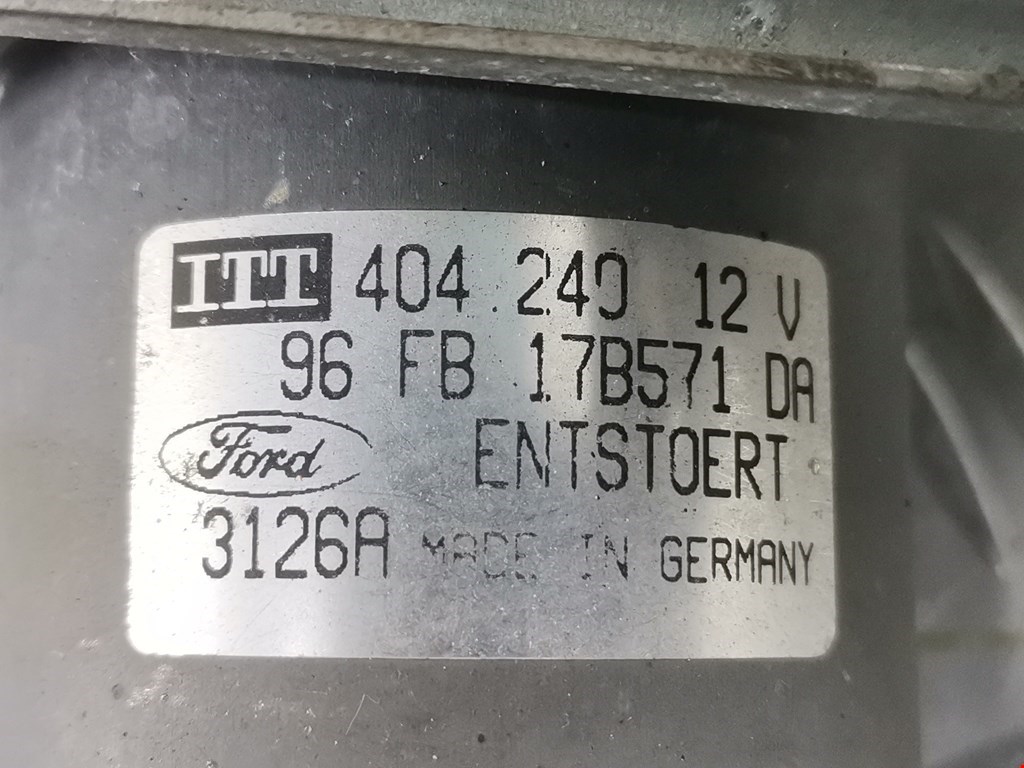 ITT 404.240 12 V
96 FB 17B571 DA
Ford ENTSTOERT
3126A MADE IN GERMANY